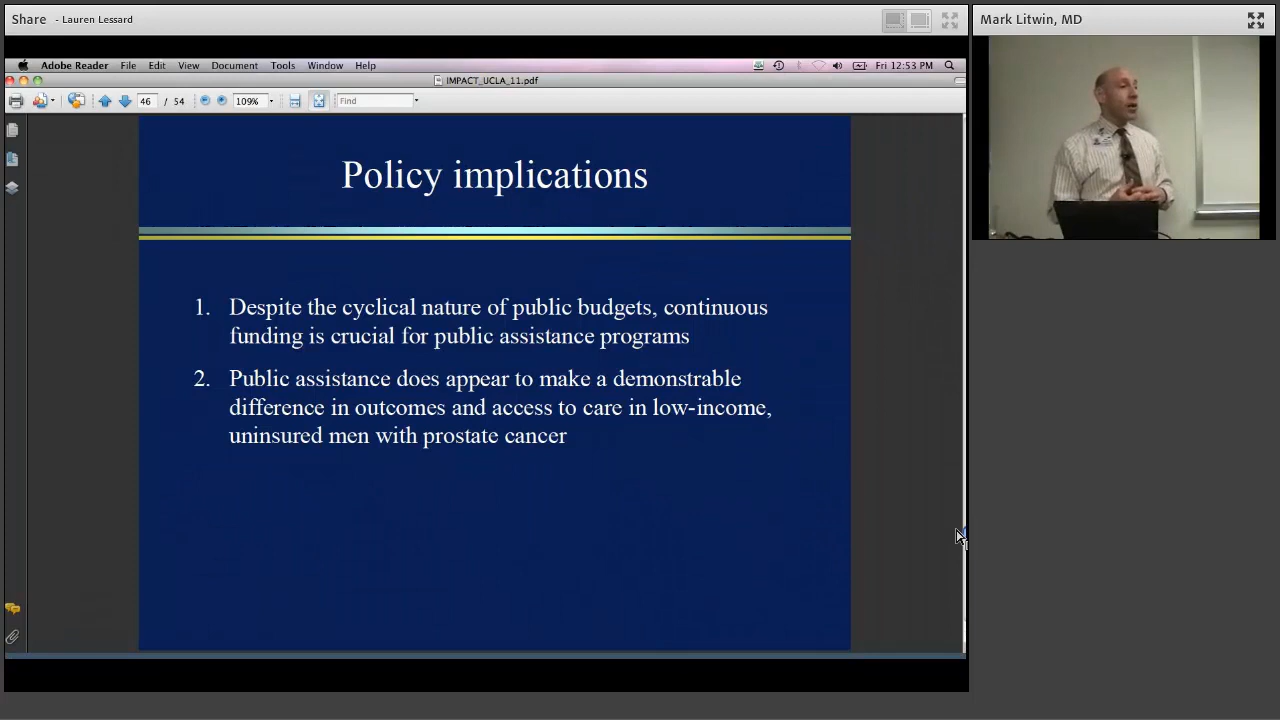 Share - Lauren Lessard
Mark Litwin, MD
Adobe Reader File Edit View Document Tools Window Help
Fri 12:53 PM
IMPACT_UCLA_11.pdf
46 / 54 109% Find
Policy implications
1. Despite the cyclical nature of public budgets, continuous
funding is crucial for public assistance programs
2. Public assistance does appear to make a demonstrable
difference in outcomes and access to care in low-income,
uninsured men with prostate cancer